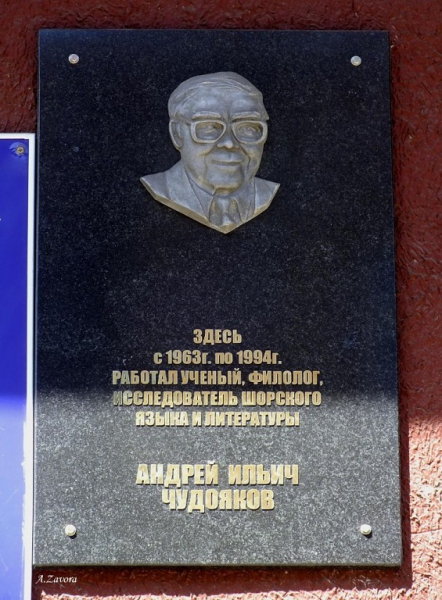 ЗДЕСЬ
с 1963г. по 1994г.
РАБОТАЛ УЧЕНЫЙ, ФИЛОЛОГ,
ИССЛЕДОВАТЕЛЬ ШОРСКОГО
ЯЗЫКА И ЛИТЕРАТУРЫ
АНДРЕЙ ИЛЬИЧ
ЧУДОЯКОВ
A.Zavora